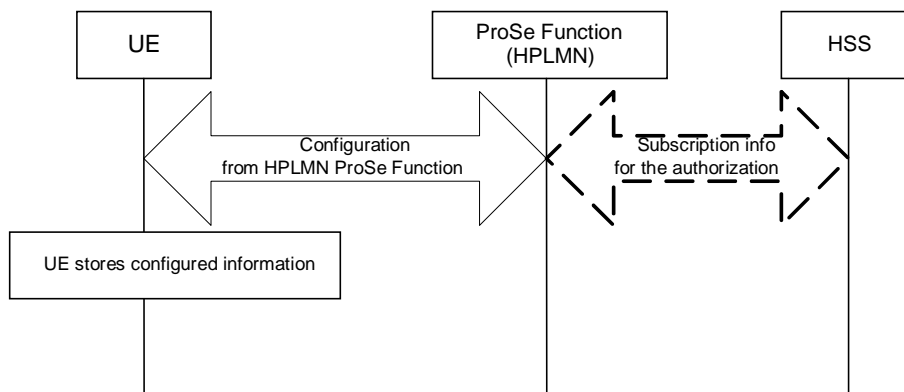 UE
ProSe Function
(HPLMN)
HSS
Configuration
from HPLMN ProSe Function
Subscription info
for the authorization
UE stores configured information